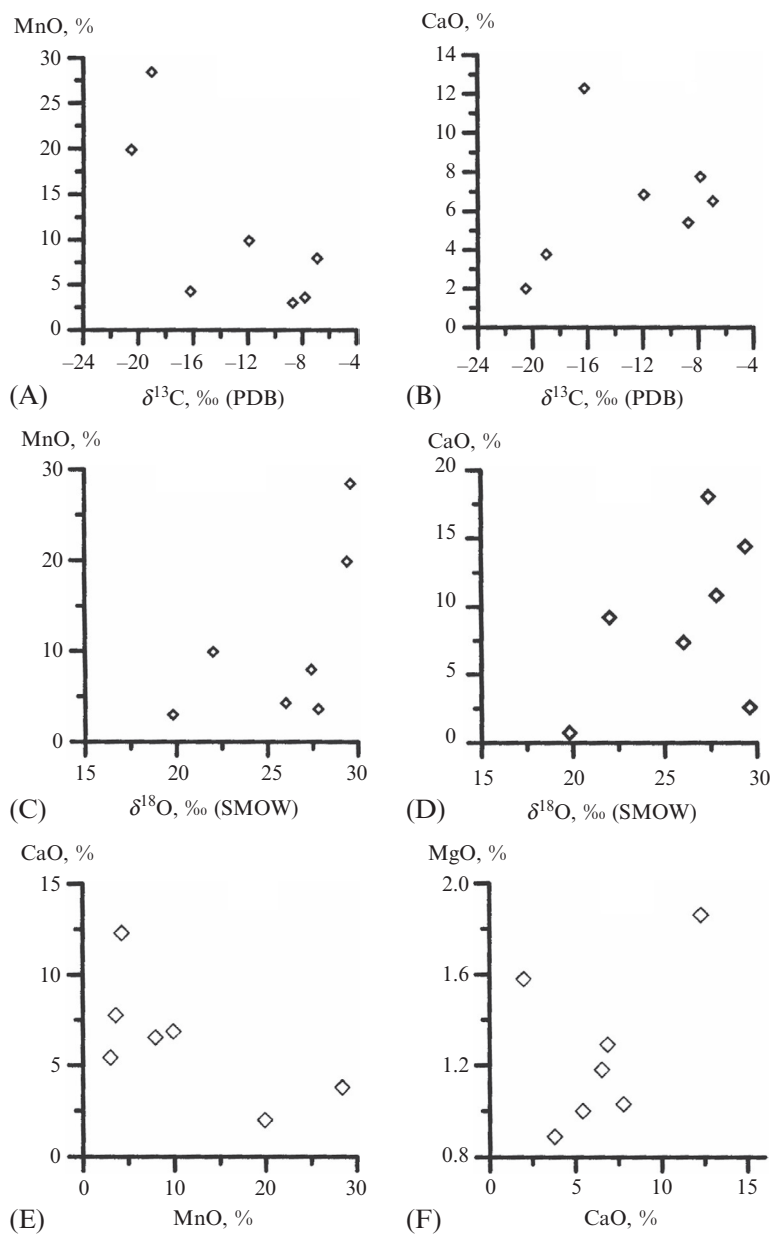 MnO, %
30
25
20
15
10
5
0
–24 –20 –16 –12 –8 –4
(A) δ¹³C, ‰ (PDB)
CaO, %
14
12
10
8
6
4
2
0
–24 –20 –16 –12 –8 –4
(B) δ¹³C, ‰ (PDB)
MnO, %
30
20
10
0
15 20 25 30
(C) δ¹⁸O, ‰ (SMOW)
CaO, %
20
15
10
5
0
15 20 25 30
(D) δ¹⁸O, ‰ (SMOW)
CaO, %
15
10
5
0
0 10 20 30
(E) MnO, %
MgO, %
2.0
1.6
1.2
0.8
0 5 10 15
(F) CaO, %